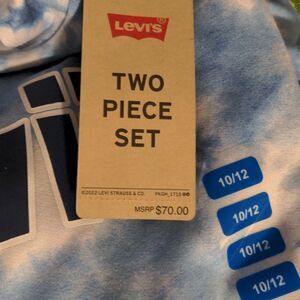 LEVI'S
TWO
PIECE
SET
©2022 LEVI STRAUSS & CO.
MSRP $70.00
10/12
10/12
10/12
10/12